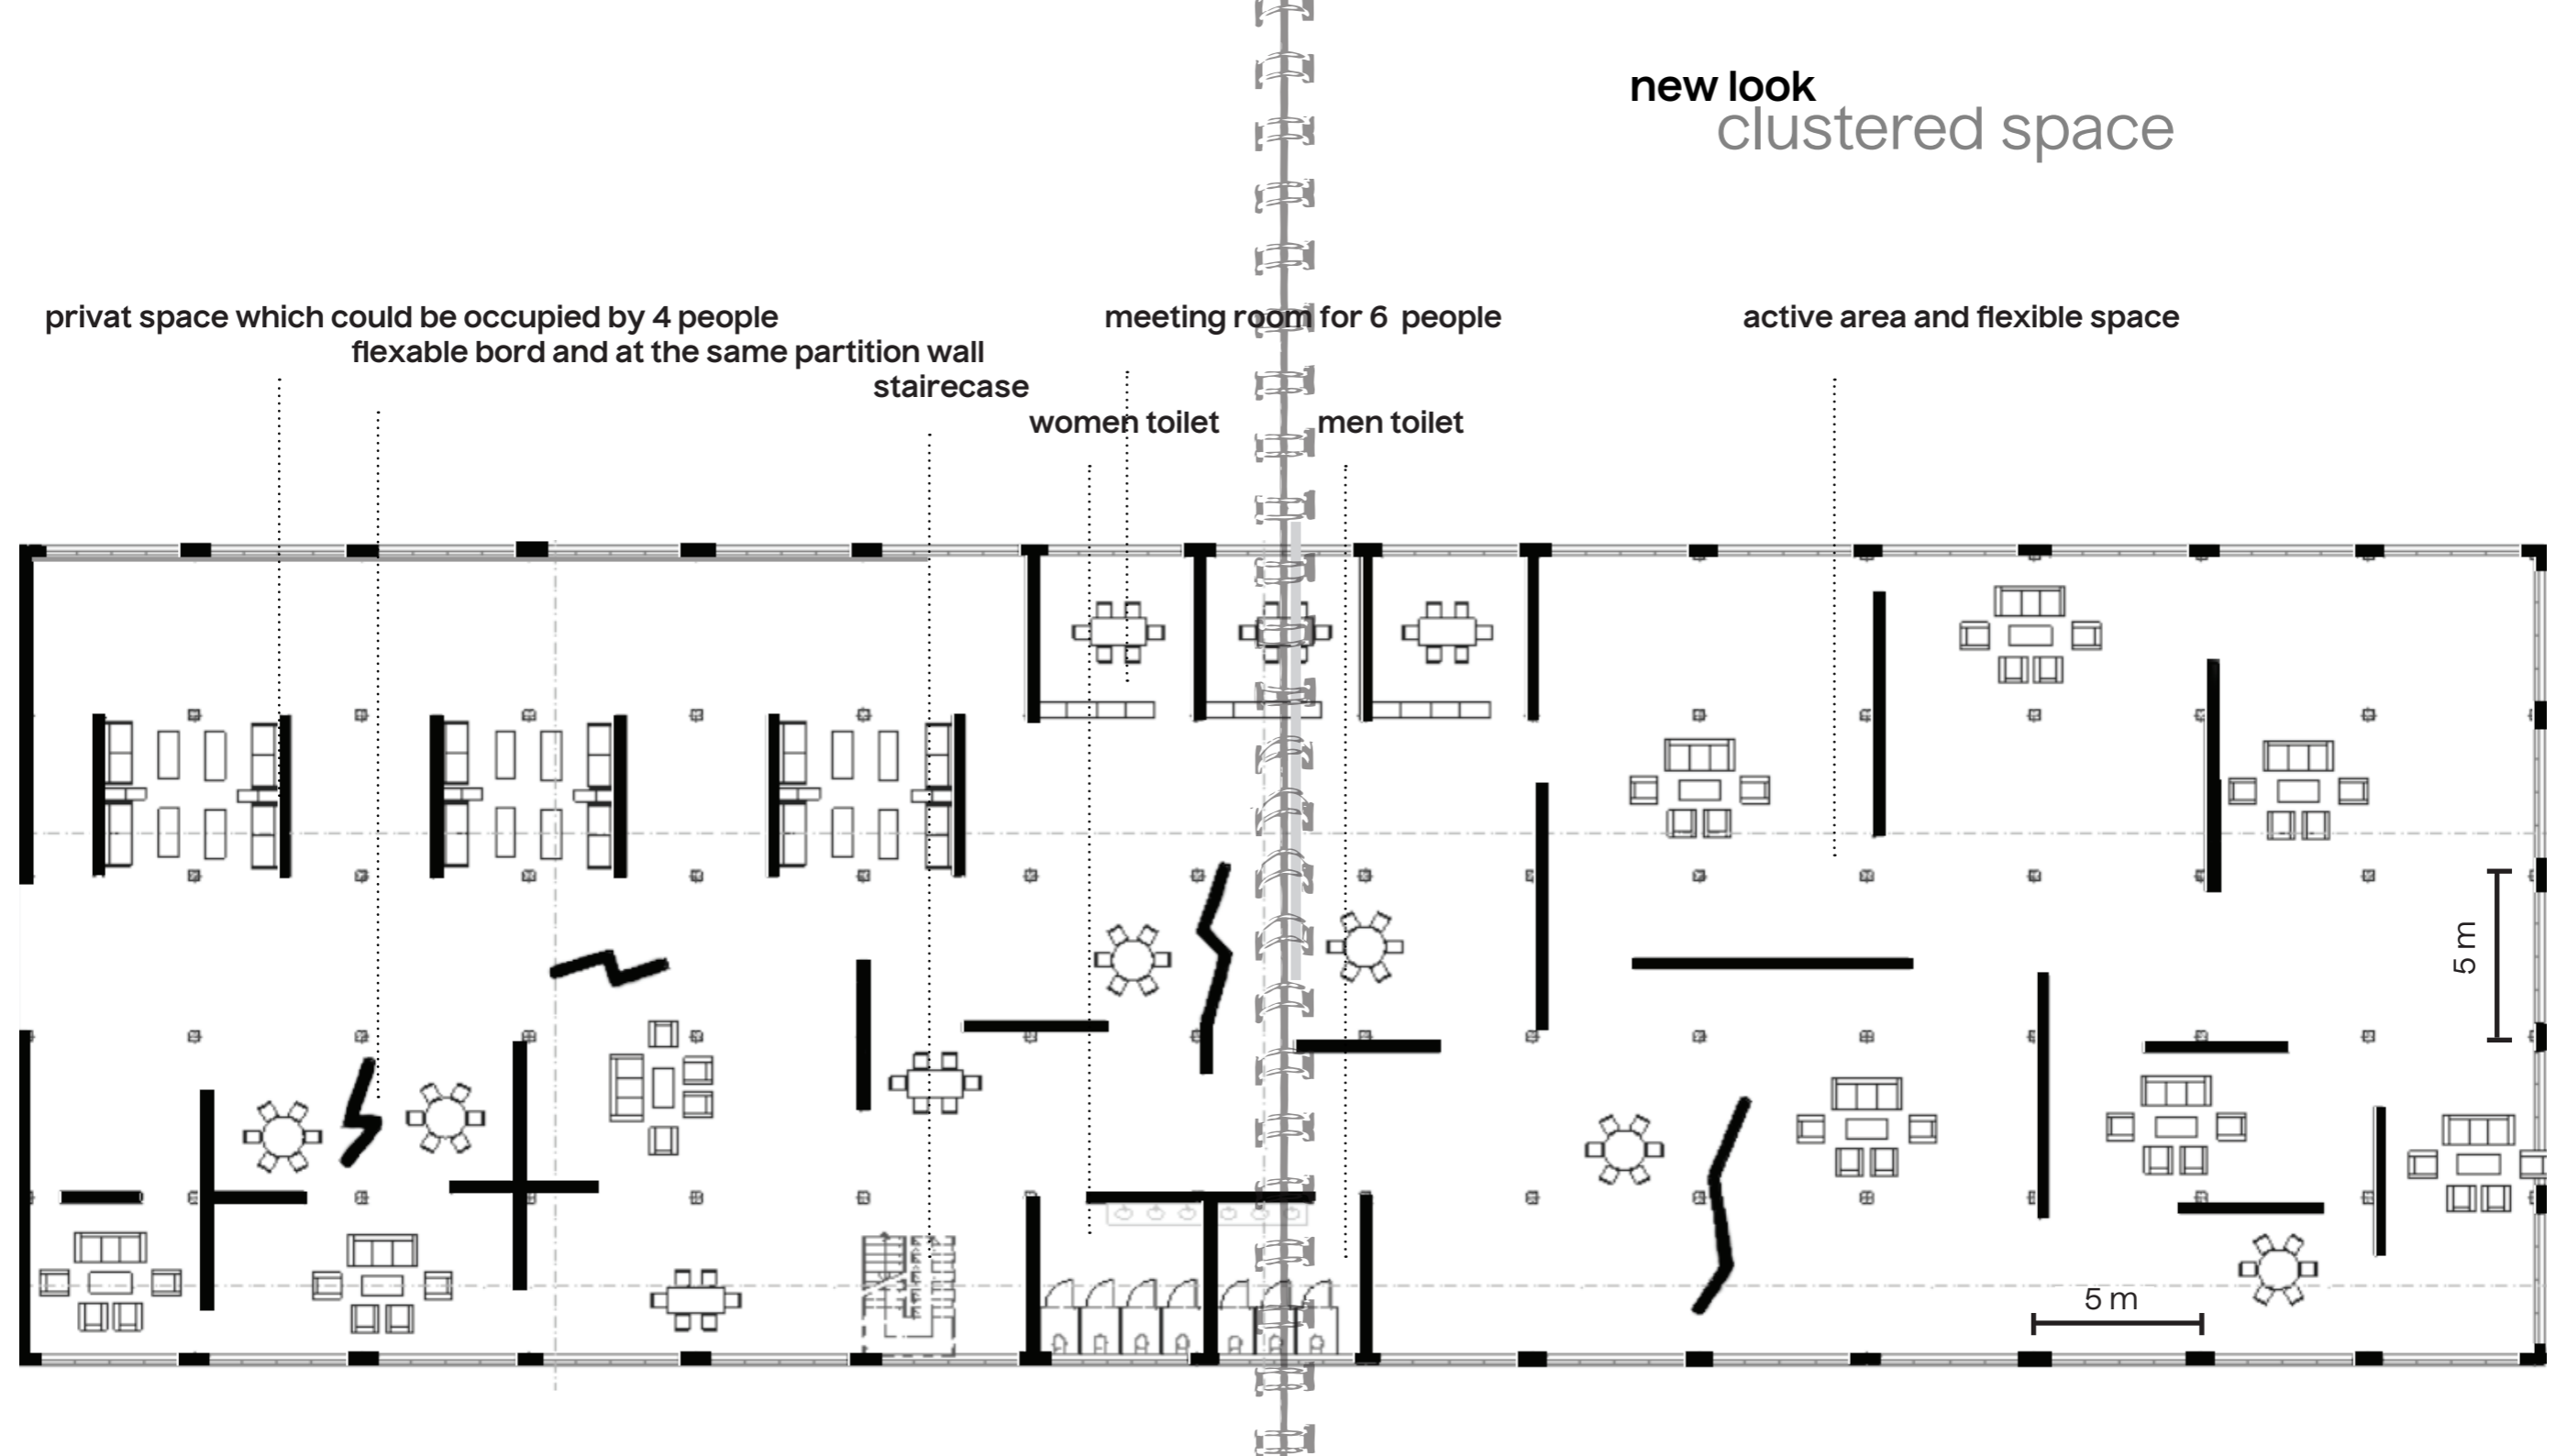 new look
clustered space
privat space which could be occupied by 4 people
meeting room for 6 people
active area and flexible space
flexable bord and at the same partition wall
stairecase
women toilet
men toilet
5 m
5 m